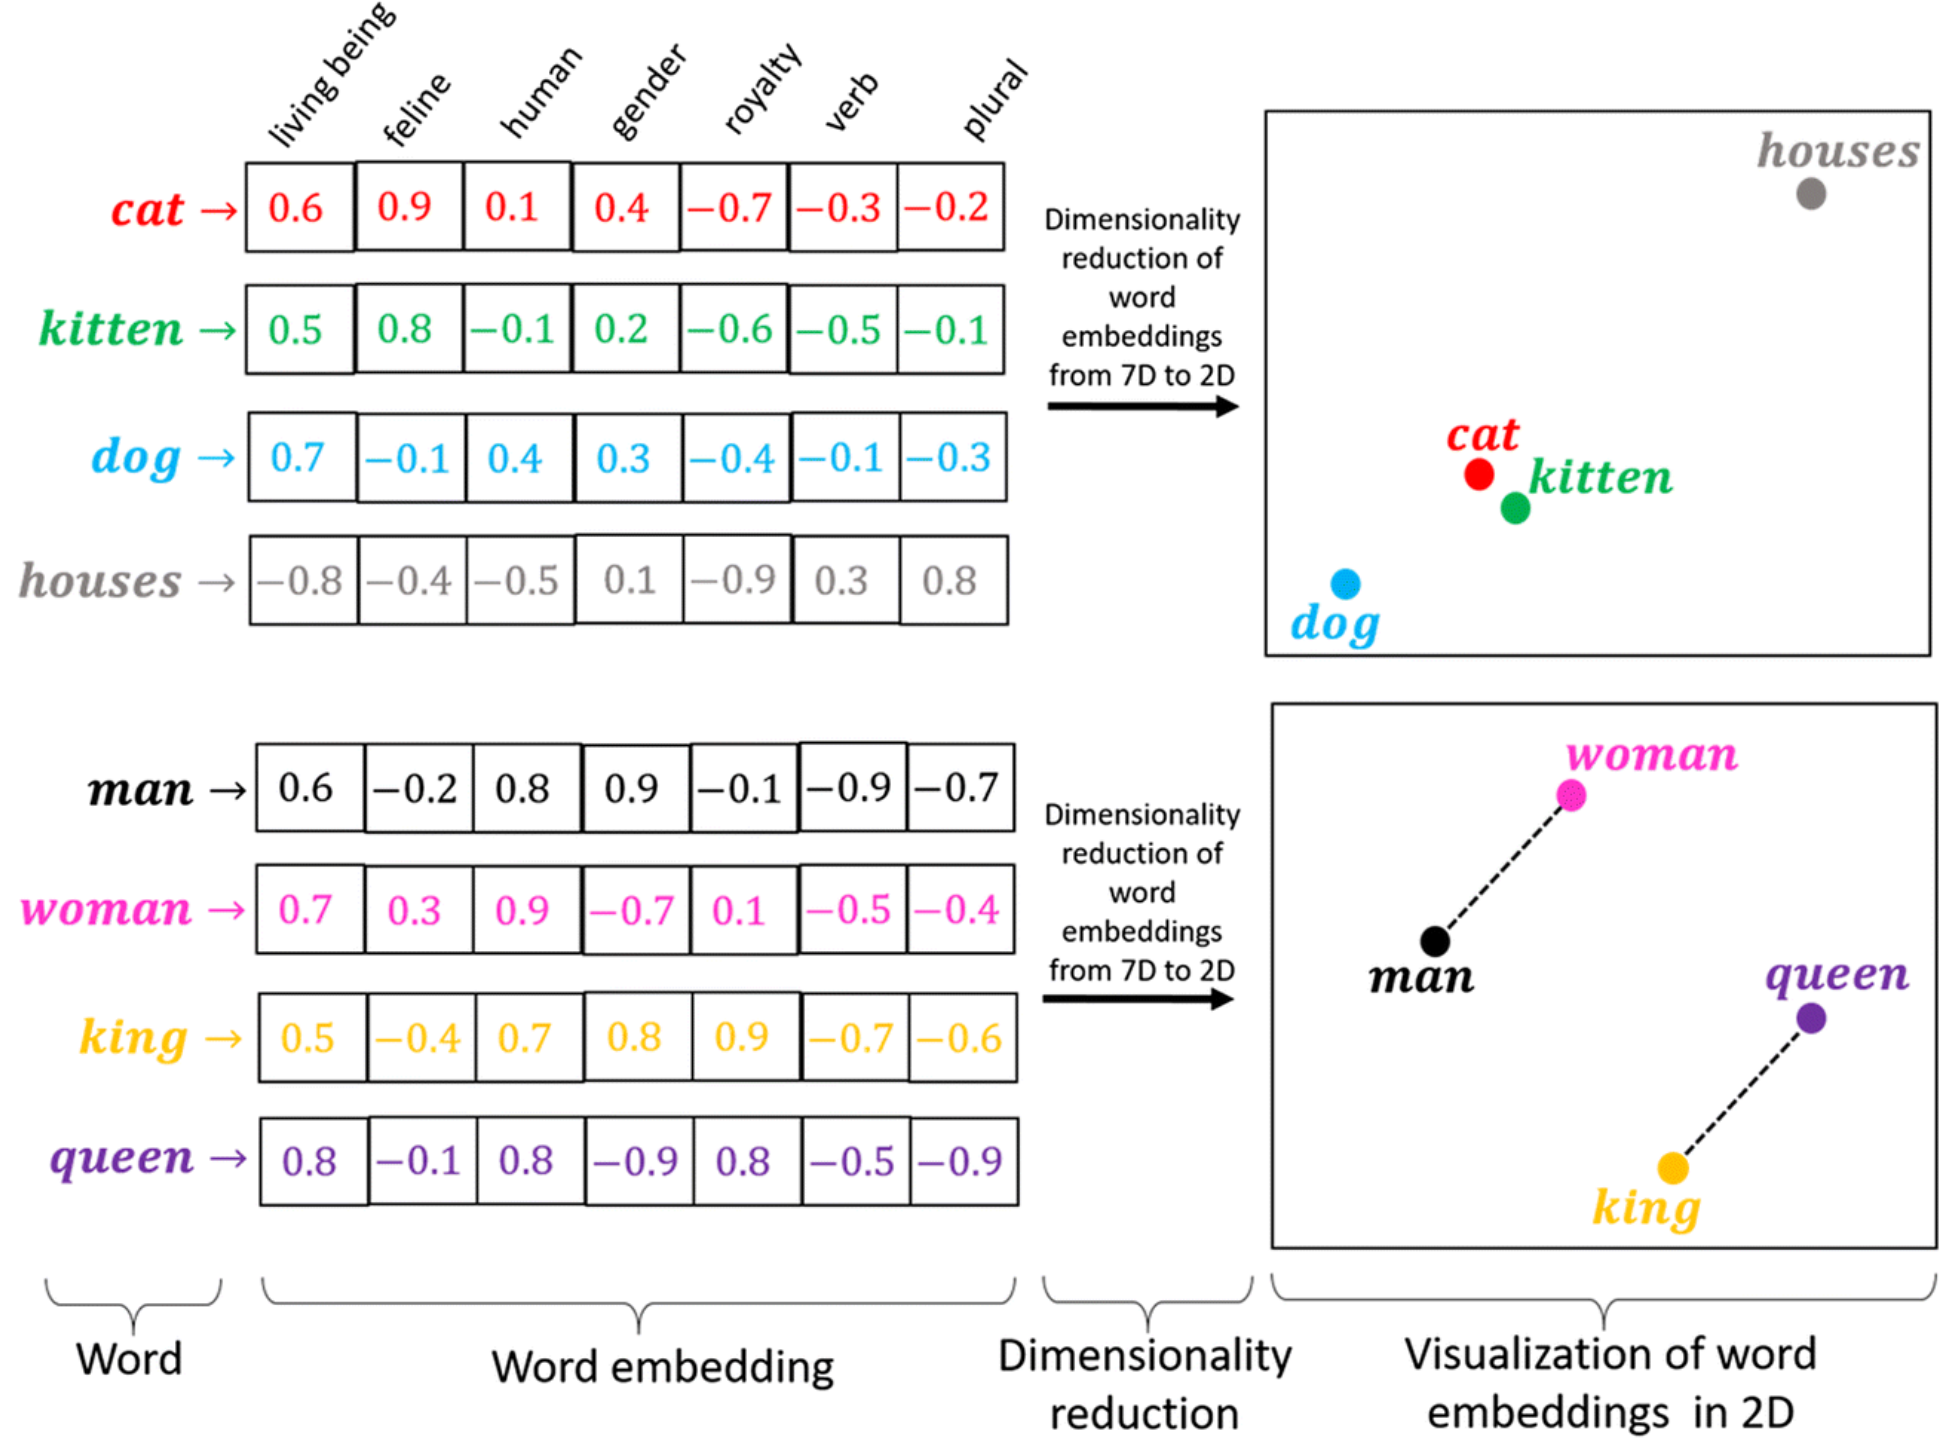 living being feline human gender royalty verb plural
cat → 0.6 0.9 0.1 0.4 −0.7 −0.3 −0.2
kitten → 0.5 0.8 −0.1 0.2 −0.6 −0.5 −0.1
dog → 0.7 −0.1 0.4 0.3 −0.4 −0.1 −0.3
houses → −0.8 −0.4 −0.5 0.1 −0.9 0.3 0.8
Dimensionality
reduction of
word
embeddings
from 7D to 2D
houses
cat
kitten
dog
man → 0.6 −0.2 0.8 0.9 −0.1 −0.9 −0.7
woman → 0.7 0.3 0.9 −0.7 0.1 −0.5 −0.4
king → 0.5 −0.4 0.7 0.8 0.9 −0.7 −0.6
queen → 0.8 −0.1 0.8 −0.9 0.8 −0.5 −0.9
Dimensionality
reduction of
word
embeddings
from 7D to 2D
woman
man
queen
king
Word
Word embedding
Dimensionality
reduction
Visualization of word
embeddings in 2D